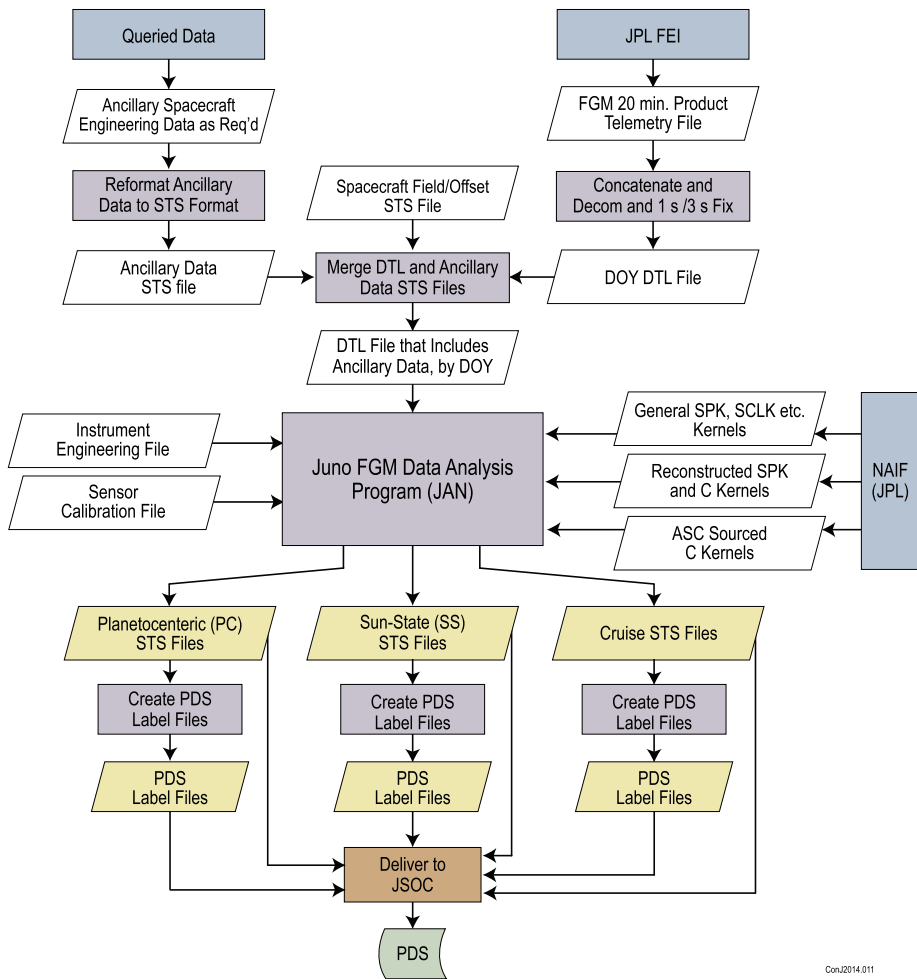 Queried Data
JPL FEI
Ancillary Spacecraft
Engineering Data as Req'd
FGM 20 min. Product
Telemetry File
Reformat Ancillary
Data to STS Format
Spacecraft Field/Offset
STS File
Concatenate and
Decom and 1 s /3 s Fix
Ancillary Data
STS file
Merge DTL and Ancillary
Data STS Files
DOY DTL File
DTL File that Includes
Ancillary Data, by DOY
Instrument
Engineering File
Sensor
Calibration File
Juno FGM Data Analysis
Program (JAN)
General SPK, SCLK etc.
Kernels
Reconstructed SPK
and C Kernels
ASC Sourced
C Kernels
NAIF
(JPL)
Planetocenteric (PC)
STS Files
Sun-State (SS)
STS Files
Cruise STS Files
Create PDS
Label Files
Create PDS
Label Files
Create PDS
Label Files
PDS
Label Files
PDS
Label Files
PDS
Label Files
Deliver to
JSOC
PDS
ConJ2014.011